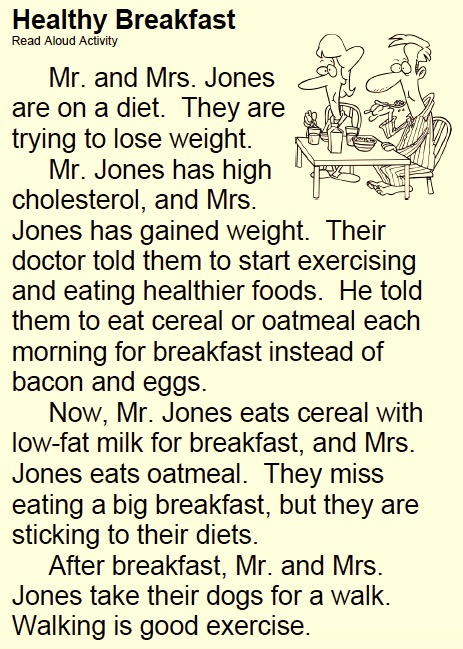 Healthy Breakfast
Read Aloud Activity
Mr. and Mrs. Jones
are on a diet.  They are
trying to lose weight.
Mr. Jones has high
cholesterol, and Mrs.
Jones has gained weight.  Their
doctor told them to start exercising
and eating healthier foods.  He told
them to eat cereal or oatmeal each
morning for breakfast instead of
bacon and eggs.
Now, Mr. Jones eats cereal with
low-fat milk for breakfast, and Mrs.
Jones eats oatmeal.  They miss
eating a big breakfast, but they are
sticking to their diets.
After breakfast, Mr. and Mrs.
Jones take their dogs for a walk.
Walking is good exercise.